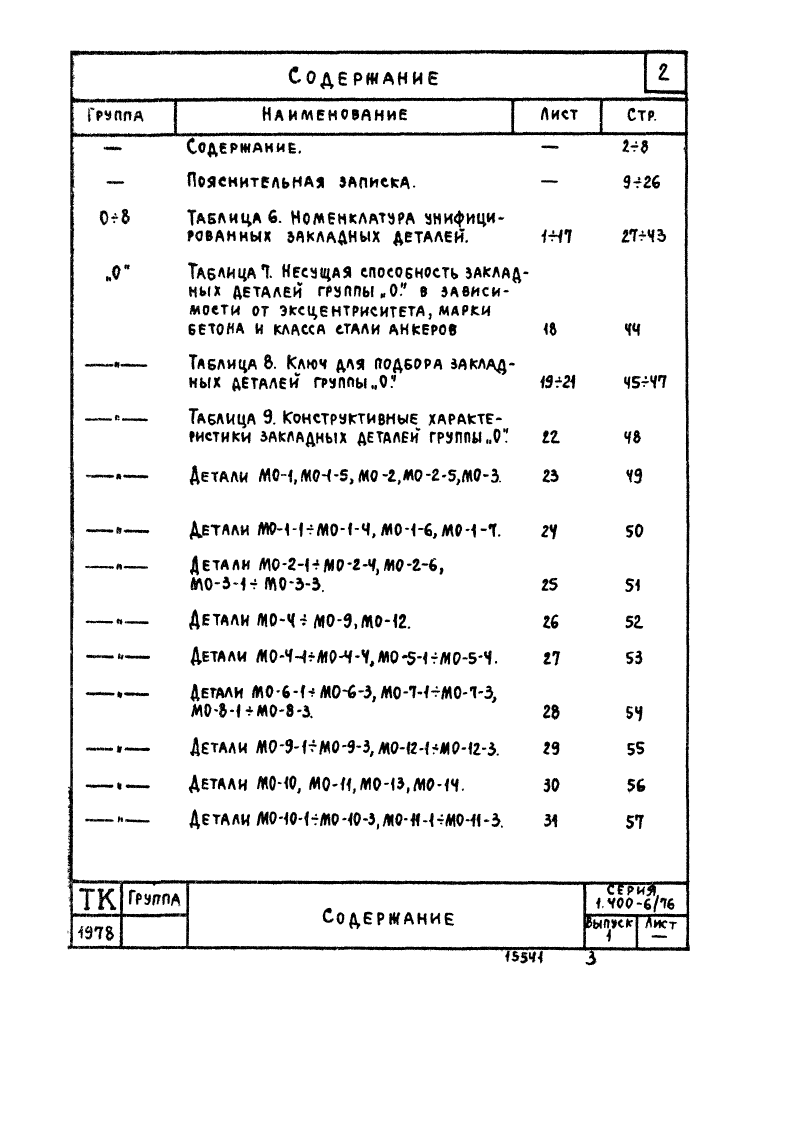 СОДЕРЖАНИЕ
2
ГРУППА НАИМЕНОВАНИЕ ЛИСТ СТР.
— СОДЕРЖАНИЕ. — 2÷8
— ПОЯСНИТЕЛЬНАЯ ЗАПИСКА. — 9÷26
0÷8 ТАБЛИЦА 6. НОМЕНКЛАТУРА УНИФИЦИ-
РОВАННЫХ ЗАКЛАДНЫХ ДЕТАЛЕЙ. 1÷17 27÷43
„0" ТАБЛИЦА 7. НЕСУЩАЯ СПОСОБНОСТЬ ЗАКЛАД-
НЫХ ДЕТАЛЕЙ ГРУППЫ „0". В ЗАВИСИ-
МОСТИ ОТ ЭКСЦЕНТРИСИТЕТА, МАРКИ
БЕТОНА И КЛАССА СТАЛИ АНКЕРОВ 18 44
—"— ТАБЛИЦА 8. КЛЮЧ ДЛЯ ПОДБОРА ЗАКЛАД-
НЫХ ДЕТАЛЕЙ ГРУППЫ „0". 19÷21 45÷47
—"— ТАБЛИЦА 9. КОНСТРУКТИВНЫЕ ХАРАКТЕ-
РИСТИКИ ЗАКЛАДНЫХ ДЕТАЛЕЙ ГРУППЫ „0". 22 48
—"— ДЕТАЛИ МО-1, МО-1-5, МО-2, МО-2-5, МО-3. 23 49
—"— ДЕТАЛИ МО-1-1÷МО-1-4, МО-1-6, МО-1-7. 24 50
—"— ДЕТАЛИ МО-2-1÷МО-2-4, МО-2-6,
МО-3-1÷МО-3-3. 25 51
—"— ДЕТАЛИ МО-4÷МО-9, МО-12. 26 52
—"— ДЕТАЛИ МО-4-1÷МО-4-4, МО-5-1÷МО-5-4. 27 53
—"— ДЕТАЛИ МО-6-1÷МО-6-3, МО-7-1÷МО-7-3,
МО-8-1÷МО-8-3. 28 54
—"— ДЕТАЛИ МО-9-1÷МО-9-3, МО-12-1÷МО-12-3. 29 55
—"— ДЕТАЛИ МО-10, МО-11, МО-13, МО-14. 30 56
—"— ДЕТАЛИ МО-10-1÷МО-10-3, МО-11-1÷МО-11-3. 31 57
ТК ГРУППА СОДЕРЖАНИЕ СЕРИЯ
1.400-6/76
1978 ВЫПУСК ЛИСТ
1 —
15541 3